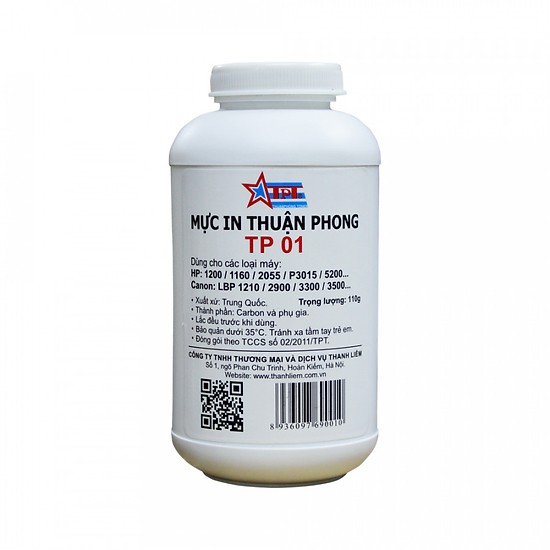 TPT
MỰC IN THUẬN PHONG
TP 01
Dùng cho các loại máy:
HP: 1200 / 1160 / 2055 / P3015 / 5200...
Canon: LBP 1210 / 2900 / 3300 / 3500...
• Xuất xứ: Trung Quốc. Trọng lượng: 110g
• Thành phần: Carbon và phụ gia.
• Lắc đều trước khi dùng.
• Bảo quản dưới 35°C. Tránh xa tầm tay trẻ em.
• Đóng gói theo TCCS số 02/2011/TPT.
CÔNG TY TNHH THƯƠNG MẠI VÀ DỊCH VỤ THANH LIÊM
Số 1, ngõ Phan Chu Trinh, Hoàn Kiếm, Hà Nội.
Website: www.thanhliem.com.vn
8 936097 690010